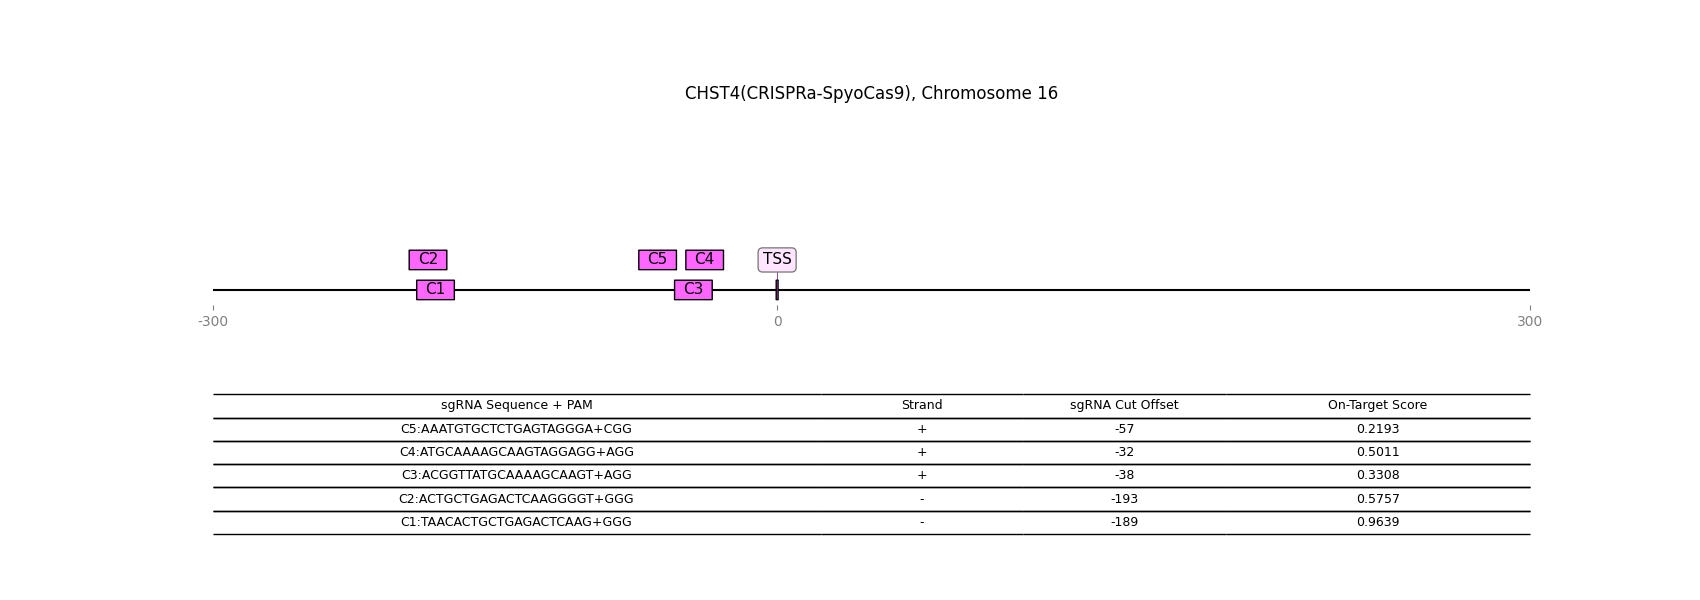 CHST4(CRISPRa-SpyoCas9), Chromosome 16
C2 C5 C4 TSS
C1 C3
-300 0 300
sgRNA Sequence + PAM Strand sgRNA Cut Offset On-Target Score
C5:AAATGTGCTCTGAGTAGGGA+CGG + -57 0.2193
C4:ATGCAAAAGCAAGTAGGAGG+AGG + -32 0.5011
C3:ACGGTTATGCAAAAGCAAGT+AGG + -38 0.3308
C2:ACTGCTGAGACTCAAGGGGT+GGG - -193 0.5757
C1:TAACACTGCTGAGACTCAAG+GGG - -189 0.9639